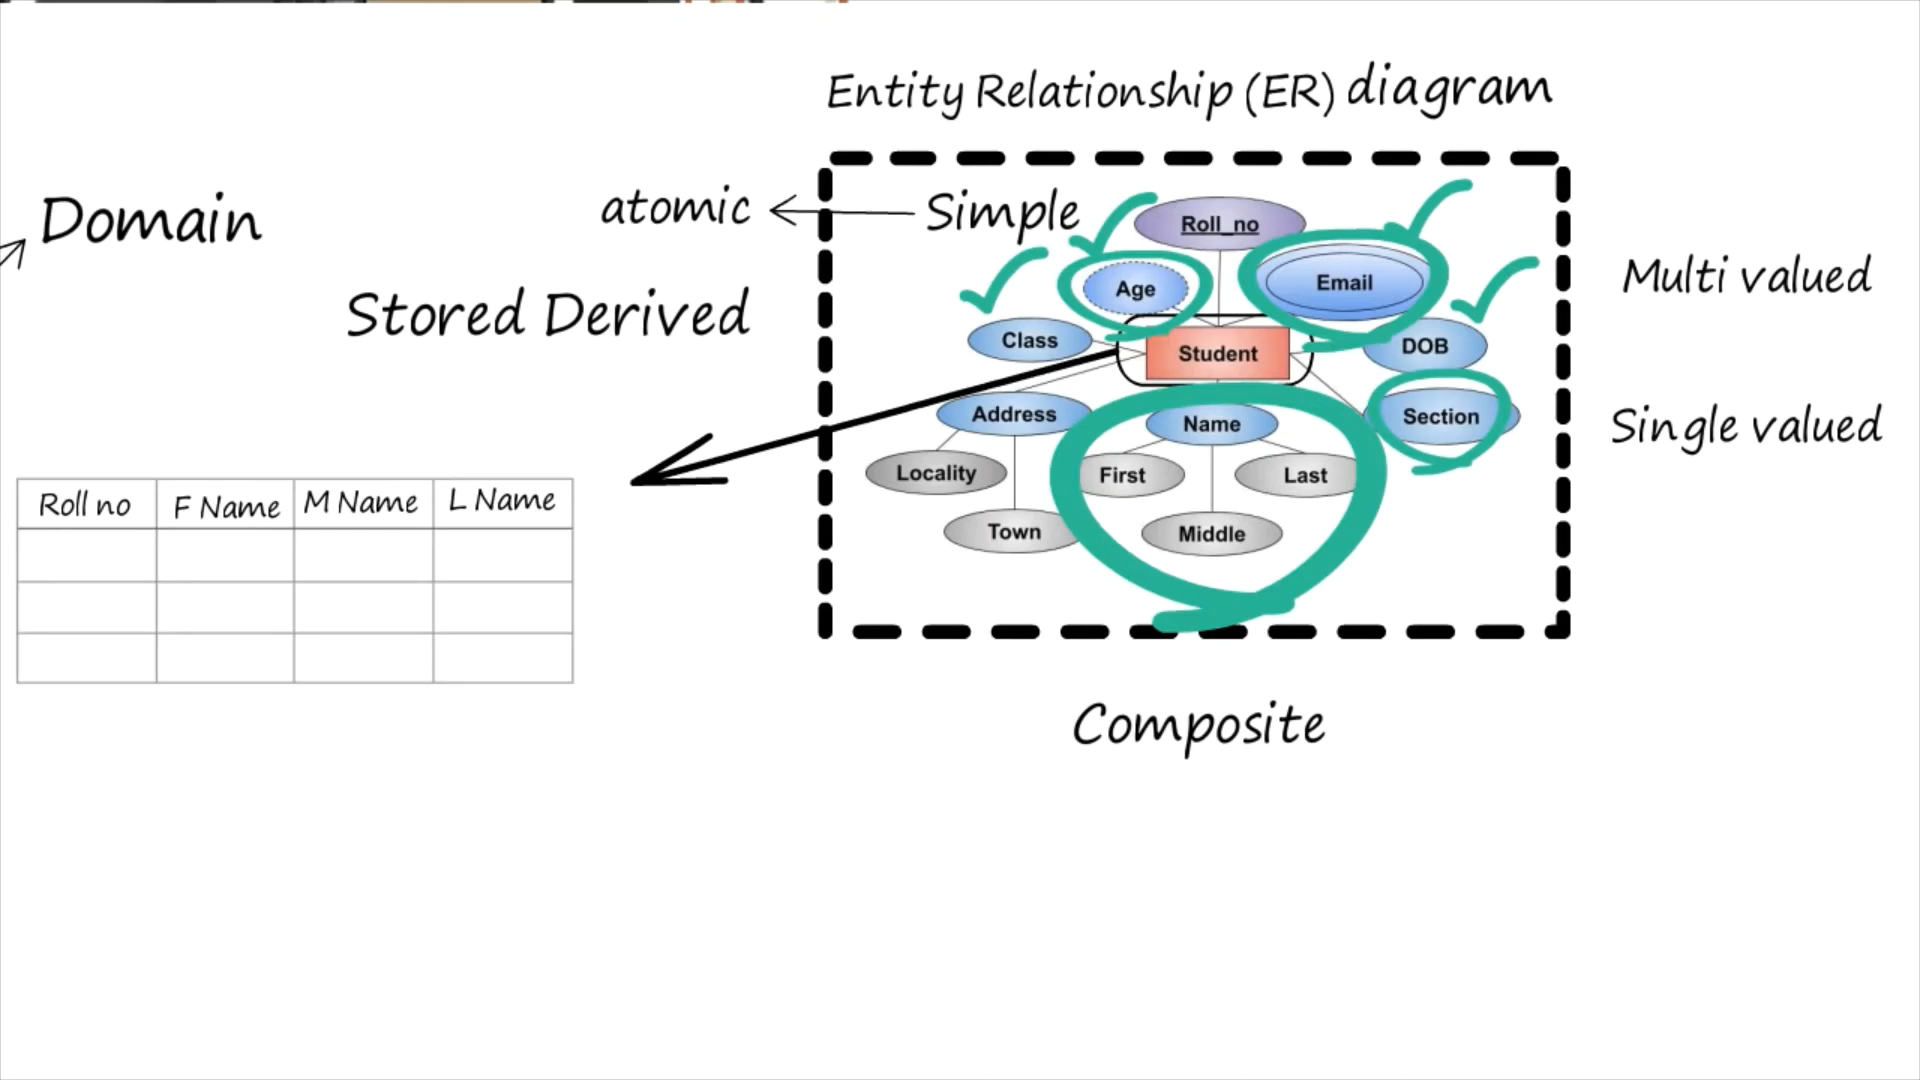 Entity Relationship (ER) diagram
Domain
atomic
Simple
Roll_no
Stored Derived
Age
Email
Multi valued
Class
Student
DOB
Address
Name
Section
Single valued
Locality
First
Last
Town
Middle
Roll no F Name M Name L Name
Composite